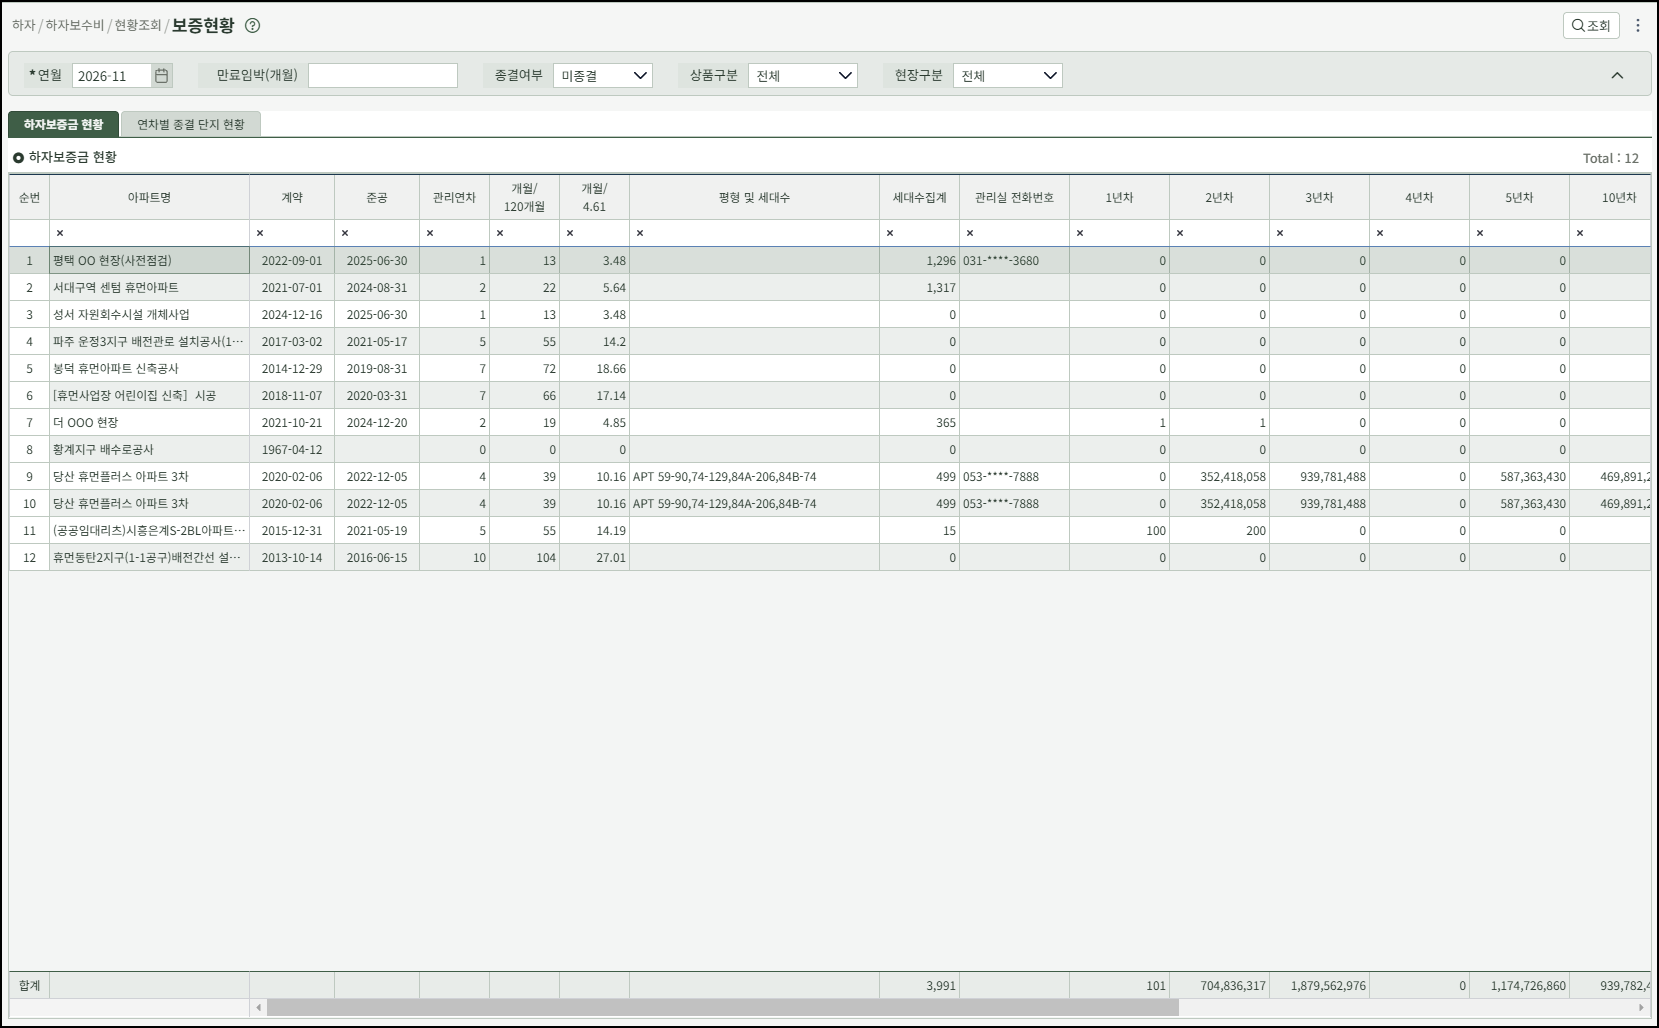 하자 / 하자보수비 / 현황조회 / 보증현황 ?
조회
* 연월 2026-11 만료임박(개월) 종결여부 미종결 상품구분 전체 현장구분 전체
하자보증금 현황 연차별 종결 단지 현황
하자보증금 현황 Total : 12
순번 아파트명 계약 준공 관리연차 개월/120개월 개월/4.61 평형 및 세대수 세대수집계 관리실 전화번호 1년차 2년차 3년차 4년차 5년차 10년차
× × × × × × × × × × × × × × ×
1 평택 OO 현장(사전점검) 2022-09-01 2025-06-30 1 13 3.48 1,296 031-****-3680 0 0 0 0 0
2 서대구역 센텀 휴먼아파트 2021-07-01 2024-08-31 2 22 5.64 1,317 0 0 0 0 0
3 성서 자원회수시설 개체사업 2024-12-16 2025-06-30 1 13 3.48 0 0 0 0 0 0
4 파주 운정3지구 배전관로 설치공사(1··· 2017-03-02 2021-05-17 5 55 14.2 0 0 0 0 0 0
5 봉덕 휴먼아파트 신축공사 2014-12-29 2019-08-31 7 72 18.66 0 0 0 0 0 0
6 [휴먼사업장 어린이집 신축] 시공 2018-11-07 2020-03-31 7 66 17.14 0 0 0 0 0 0
7 더 OOO 현장 2021-10-21 2024-12-20 2 19 4.85 365 1 1 0 0 0
8 황계지구 배수로공사 1967-04-12 0 0 0 0 0 0 0 0 0
9 당산 휴먼플러스 아파트 3차 2020-02-06 2022-12-05 4 39 10.16 APT 59-90,74-129,84A-206,84B-74 499 053-****-7888 0 352,418,058 939,781,488 0 587,363,430 469,891,2
10 당산 휴먼플러스 아파트 3차 2020-02-06 2022-12-05 4 39 10.16 APT 59-90,74-129,84A-206,84B-74 499 053-****-7888 0 352,418,058 939,781,488 0 587,363,430 469,891,2
11 (공공임대리츠)시흥은계S-2BL아파트··· 2015-12-31 2021-05-19 5 55 14.19 15 100 200 0 0 0
12 휴먼동탄2지구(1-1공구)배전간선 설··· 2013-10-14 2016-06-15 10 104 27.01 0 0 0 0 0 0
합계 3,991 101 704,836,317 1,879,562,976 0 1,174,726,860 939,782,4